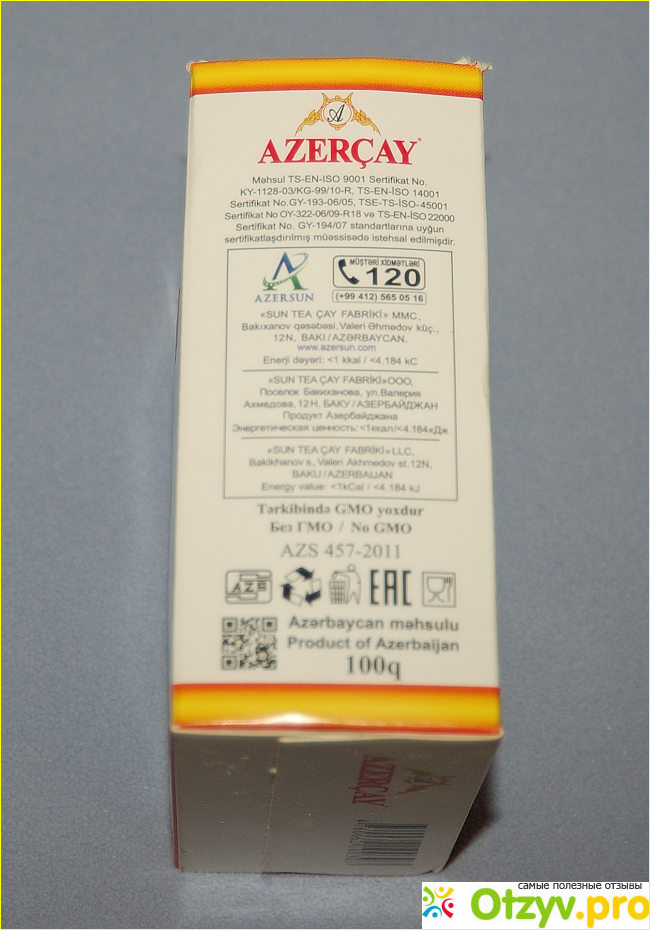 A
AZERÇAY®
Məhsul TS-EN-ISO 9001 Sertifikat No.
KY-1128-03/KG-99/10-R, TS-EN-İSO 14001
Sertifikat No.GY-193-06/05, TSE-TS-İSO-45001
Sertifikat No OY-322-06/09-R18 və TS-EN-İSO 22000
Sertifikat No. GY-194/07 standartlarına uyğun
sertifikatlaşdırılmış müəssisədə istehsal edilmişdir.
AZERSUN
MÜŞTƏRİ XİDMƏTLƏRİ
120
(+99 412) 565 05 16
«SUN TEA ÇAY FABRİKİ» MMC,
Bakıxanov qəsəbəsi, Valeri Əhmədov küç.,
12N, BAKI/AZƏRBAYCAN.
www.azersun.com
Enerji dəyəri: <1 kkal / <4.184 kC
«SUN TEA ÇAY FABRİKİ»ООО,
Поселок Бакиханова, ул.Валерия
Ахмедова,12Н, БАКУ/АЗЕРБАЙДЖАН
Продукт Азербайджана
Энергетическая ценность: <1ккал/<4.184кДж
«SUN TEA ÇAY FABRİKİ» LLC,
Bakikhanov s., Valeri Akhmedov st.12N,
BAKU/AZERBAIJAN
Energy value: <1kCal / <4.184 kJ
Tərkibində GMO yoxdur
Без ГМО / No GMO
AZS 457-2011
AZS
EAC
Azərbaycan məhsulu
Product of Azerbaijan
100q
AZERÇAY
самые полезные отзывы
Otzyv.pro